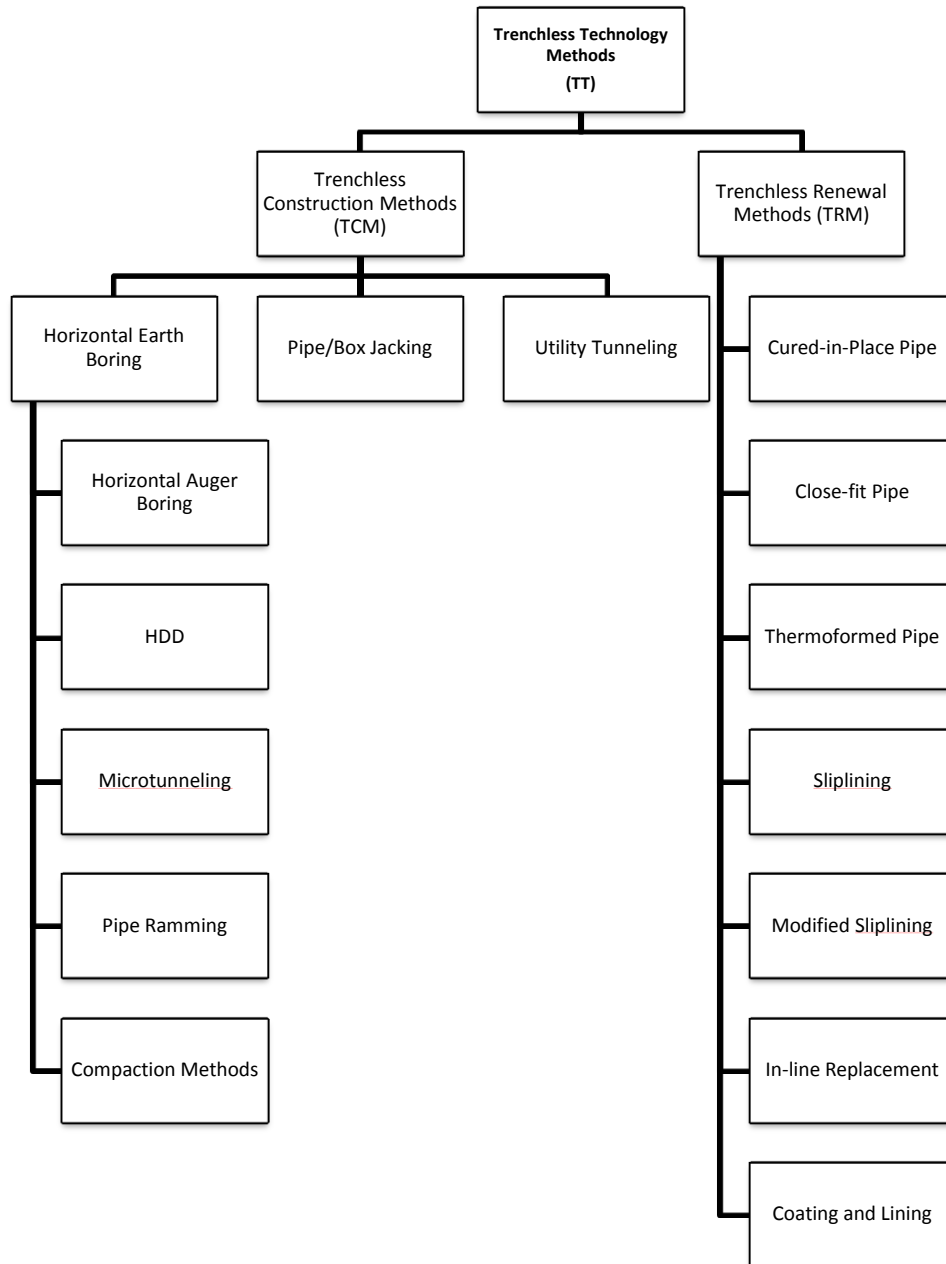 Trenchless Technology
Methods
(TT)
Trenchless
Construction Methods
(TCM)
Trenchless Renewal
Methods (TRM)
Horizontal Earth
Boring
Pipe/Box Jacking
Utility Tunneling
Cured-in-Place Pipe
Horizontal Auger
Boring
Close-fit Pipe
HDD
Thermoformed Pipe
Microtunneling
Sliplining
Pipe Ramming
Modified Sliplining
Compaction Methods
In-line Replacement
Coating and Lining